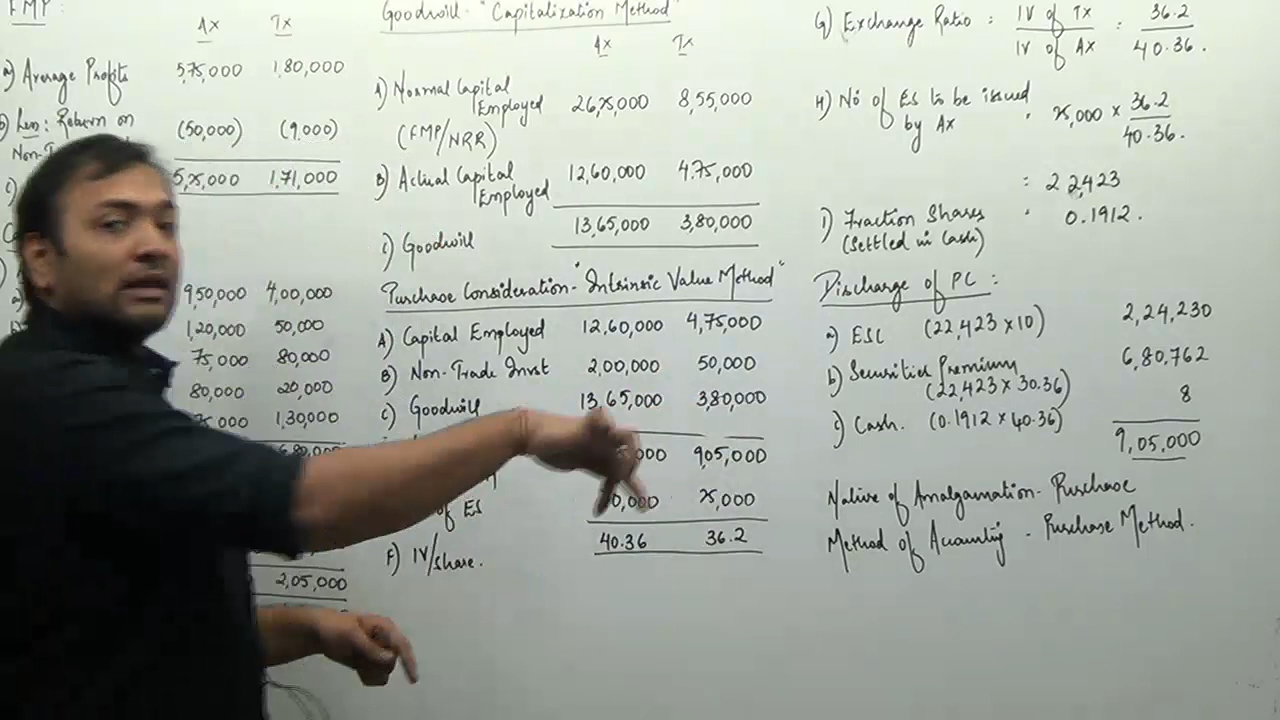 FMP:
Ax Tx
a) Average Profits 5,75,000 1,80,000
b) Less: Return on (50,000) (9,000)
Non-T
c) 5,25,000 1,71,000
9,50,000 4,00,000
1,20,000 50,000
75,000 80,000
80,000 20,000
1,30,000
2,05,000
Goodwill - "Capitalization Method"
Ax Tx
A) Normal Capital
Employed 26,25,000 8,55,000
(FMP/NRR)
B) Actual Capital 12,60,000 4,75,000
Employed
c) Goodwill 13,65,000 3,80,000
Purchase Consideration - "Intrinsic Value Method"
A) Capital Employed 12,60,000 4,75,000
B) Non-Trade Invst 2,00,000 50,000
c) Goodwill 13,65,000 3,80,000
905,000
of ES 25,000
F) IV/share. 40.36 36.2
G) Exchange Ratio : IV of Tx : 36.2
IV of AX 40.36.
H) No of ES to be issued
by Ax : 25,000 × 36.2
40.36.
: 22,423
I) Fraction Shares : 0.1912.
(Settled in Cash)
Discharge of PC :
a) ESC (22,423 x 10) 2,24,230
b) Securities Premium 6,80,762
(22,423 x 30.36)
c) Cash. (0.1912 x 40.36) 8
9,05,000
Nature of Amalgamation - Purchase
Method of Accounting - Purchase Method.